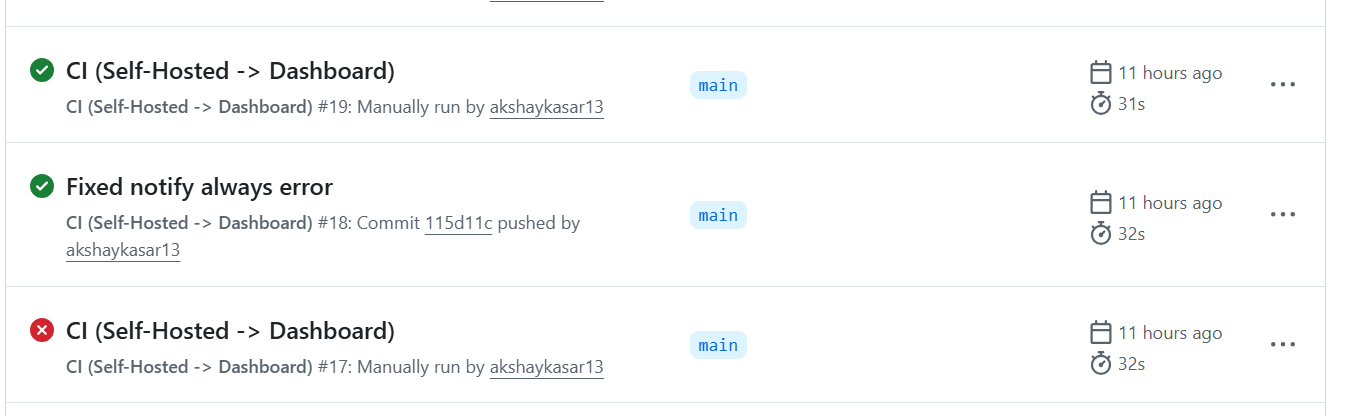 CI (Self-Hosted -> Dashboard)
CI (Self-Hosted -> Dashboard) #19: Manually run by akshaykasar13
main
11 hours ago
31s
Fixed notify always error
CI (Self-Hosted -> Dashboard) #18: Commit 115d11c pushed by
akshaykasar13
main
11 hours ago
32s
CI (Self-Hosted -> Dashboard)
CI (Self-Hosted -> Dashboard) #17: Manually run by akshaykasar13
main
11 hours ago
32s